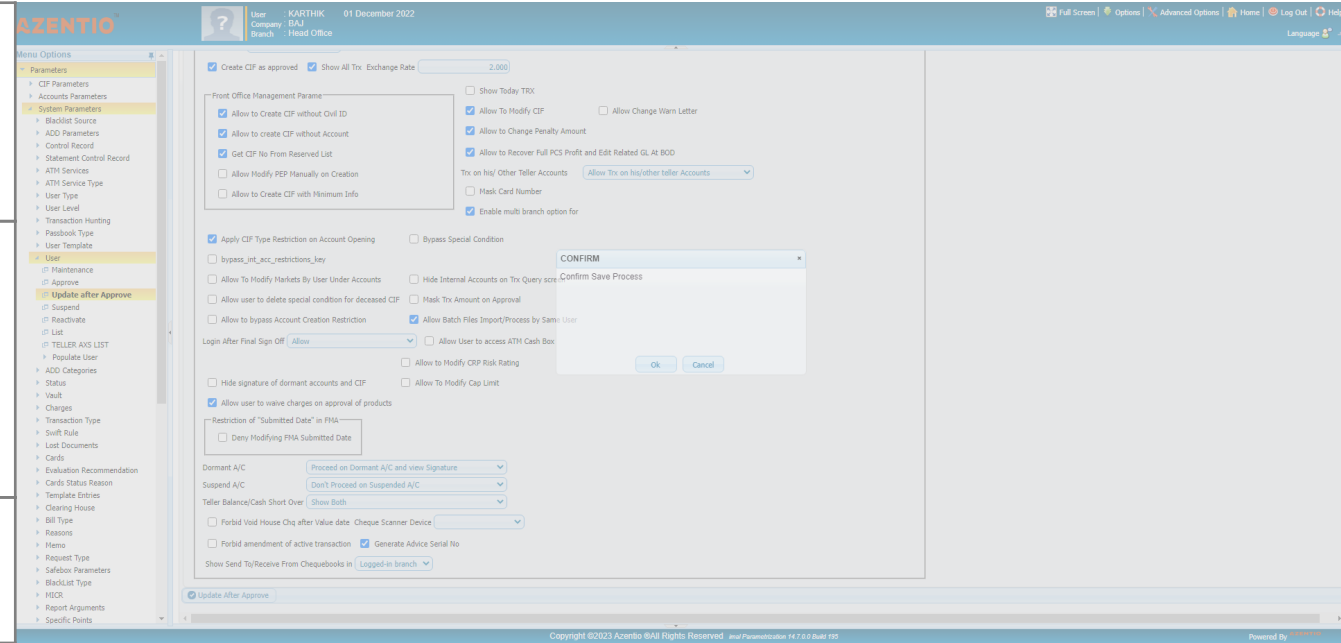 AZENTIO
User : KARTHIK 01 December 2022
Company : BAJ
Branch : Head Office
Full Screen | Options | Advanced Options | Home | Log Out | Help
Language
Menu Options
Parameters
CIF Parameters
Accounts Parameters
System Parameters
Blacklist Source
ADD Parameters
Control Record
Statement Control Record
ATM Services
ATM Service Type
User Type
User Level
Transaction Hunting
Passbook Type
User Template
User
Maintenance
Approve
Update after Approve
Suspend
Reactivate
List
TELLER AXS LIST
Populate User
ADD Categories
Status
Vault
Charges
Transaction Type
Swift Rule
Lost Documents
Cards
Evaluation Recommendation
Cards Status Reason
Template Entries
Clearing House
Bill Type
Reasons
Memo
Request Type
Safebox Parameters
BlackList Type
MICR
Report Arguments
Specific Points
Create CIF as approved Show All Trx Exchange Rate 2.000
Front Office Management Parame
Allow to Create CIF without Civil ID
Allow to create CIF without Account
Get CIF No From Reserved List
Allow Modify PEP Manually on Creation
Allow to Create CIF with Minimum Info
Show Today TRX
Allow To Modify CIF Allow Change Warn Letter
Allow to Change Penalty Amount
Allow to Recover Full PCS Profit and Edit Related GL At BOD
Trx on his/ Other Teller Accounts Allow Trx on his/other teller Accounts
Mask Card Number
Enable multi branch option for
Apply CIF Type Restriction on Account Opening Bypass Special Condition
bypass_int_acc_restrictions_key
Allow To Modify Markets By User Under Accounts Hide Internal Accounts on Trx Query screen
Allow user to delete special condition for deceased CIF Mask Trx Amount on Approval
Allow to bypass Account Creation Restriction Allow Batch Files Import/Process by Same User
Login After Final Sign Off Allow Allow User to access ATM Cash Box
Allow to Modify CRP Risk Rating
Hide signature of dormant accounts and CIF Allow To Modify Cap Limit
Allow user to waive charges on approval of products
Restriction of "Submitted Date" in FMA
Deny Modifying FMA Submitted Date
Dormant A/C Proceed on Dormant A/C and view Signature
Suspend A/C Don't Proceed on Suspended A/C
Teller Balance/Cash Short Over Show Both
Forbid Void House Chq after Value date Cheque Scanner Device
Forbid amendment of active transaction Generate Advice Serial No
Show Send To/Receive From Chequebooks in Logged-in branch
CONFIRM ×
Confirm Save Process
Ok Cancel
Update After Approve
Copyright ©2023 Azentio ®All Rights Reserved imal Parametrization 14.7.0.0 Build 195
Powered By